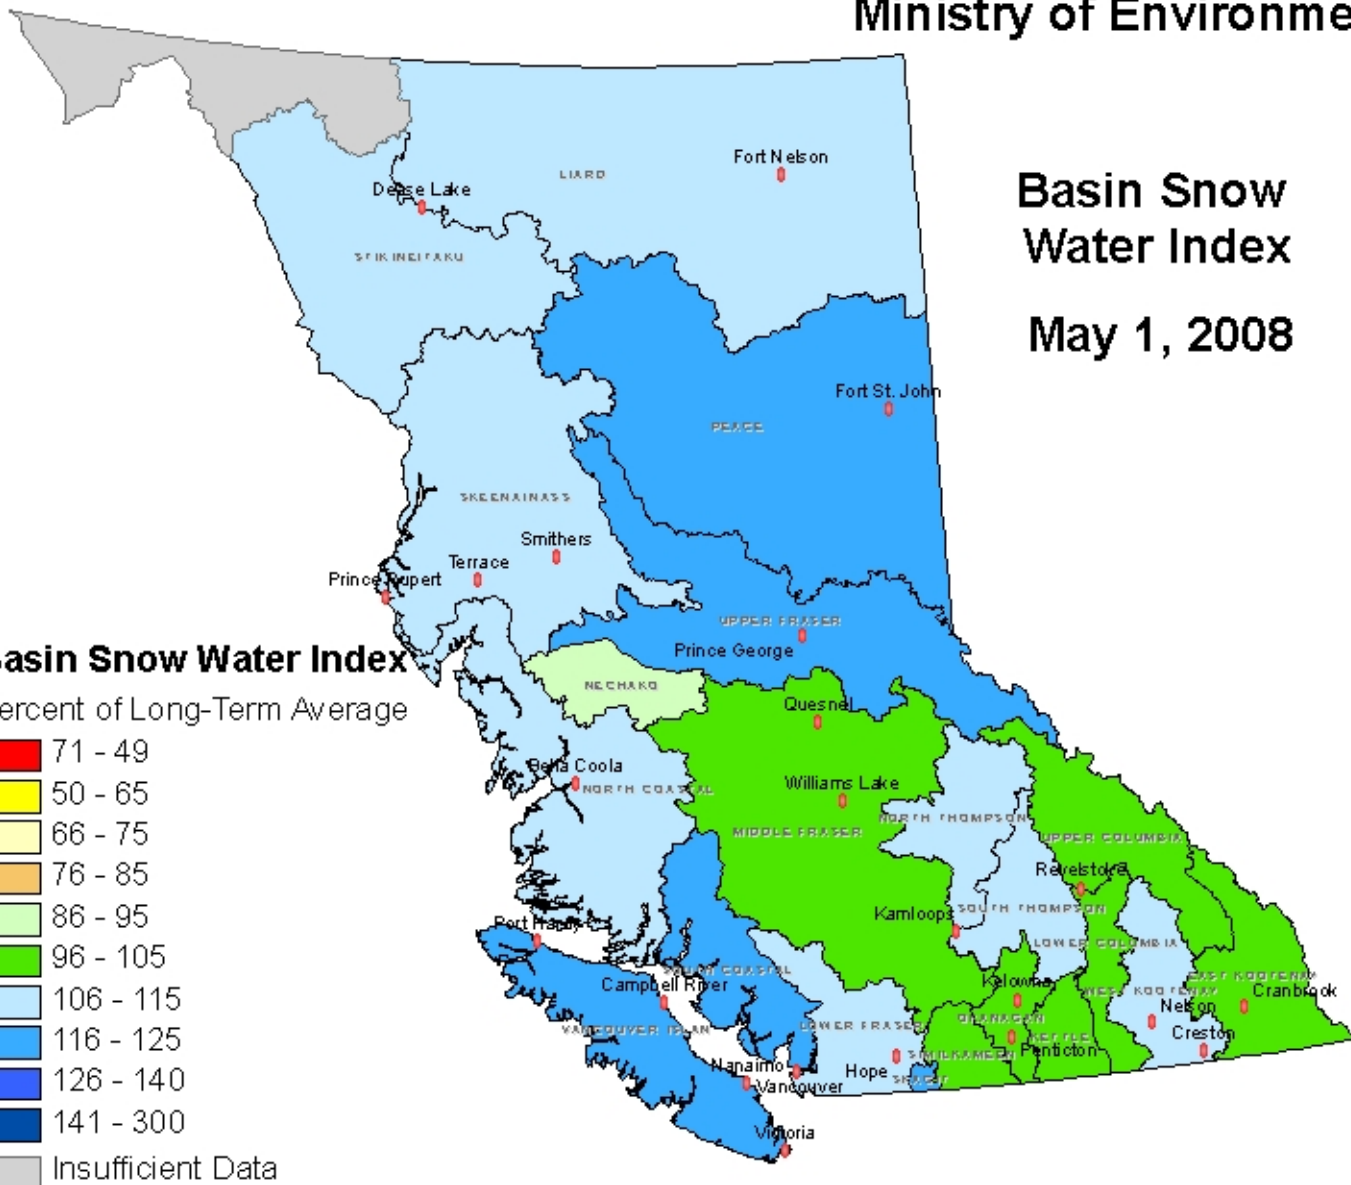 Ministry of Environme
Basin Snow
Water Index
May 1, 2008
Fort Nelson
LIARD
Dease Lake
Fort St. John
PEACE
Smithers
Terrace
Prince Rupert
UPPER FRASER
Prince George
NECHAKO
Quesnel
Bella Coola
NORTH COASTAL
Williams Lake
NORTH THOMPSON
MIDDLE FRASER
UPPER COLUMBIA
Revelstoke
Kamloops
SOUTH THOMPSON
Port Hardy
LOWER COLUMBIA
SOUTH COASTAL
EAST KOOTENAY
Campbell River
Kelowna
WEST KOOTENAY
Cranbrook
Nelson
OKANAGAN
VANCOUVER ISLAN
LOWER FRASER
Creston
KETTLE
Penticton
SIMILKAMEEN
Nanaimo
Hope
SKAGIT
Vancouver
Victoria
asin Snow Water Index
ercent of Long-Term Average
71 - 49
50 - 65
66 - 75
76 - 85
86 - 95
96 - 105
106 - 115
116 - 125
126 - 140
141 - 300
Insufficient Data